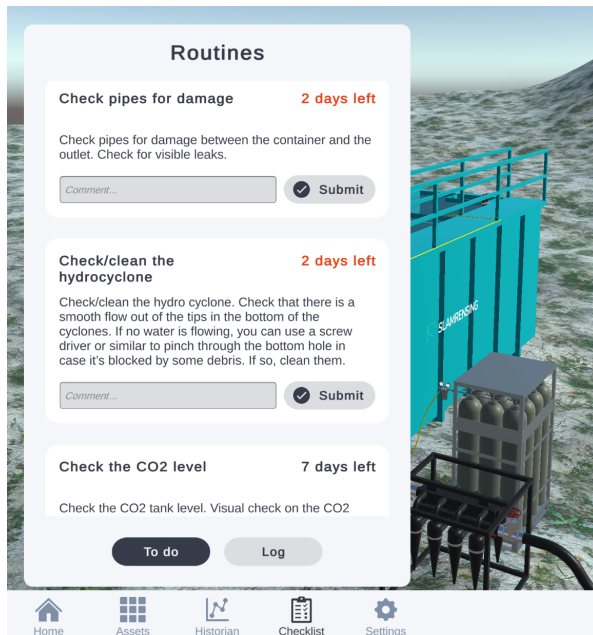 Routines
Check pipes for damage
2 days left
Check pipes for damage between the container and the
outlet. Check for visible leaks.
Comment...
Submit
Check/clean the
hydrocyclone
2 days left
Check/clean the hydro cyclone. Check that there is a
smooth flow out of the tips in the bottom of the
cyclones. If no water is flowing, you can use a screw
driver or similar to pinch through the bottom hole in
case it's blocked by some debris. If so, clean them.
Comment...
Submit
Check the CO2 level
7 days left
Check the CO2 tank level. Visual check on the CO2
To do
Log
SLAMRENSING
Home
Assets
Historian
Checklist
Settings